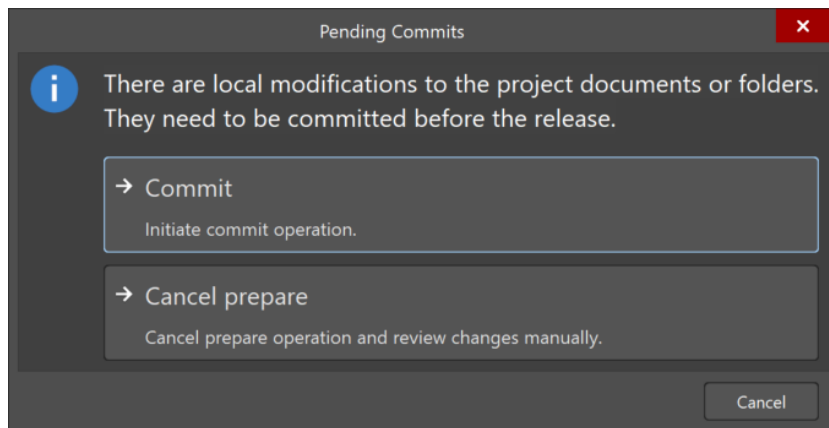 Pending Commits
There are local modifications to the project documents or folders.
They need to be committed before the release.
Commit
Initiate commit operation.
Cancel prepare
Cancel prepare operation and review changes manually.
Cancel